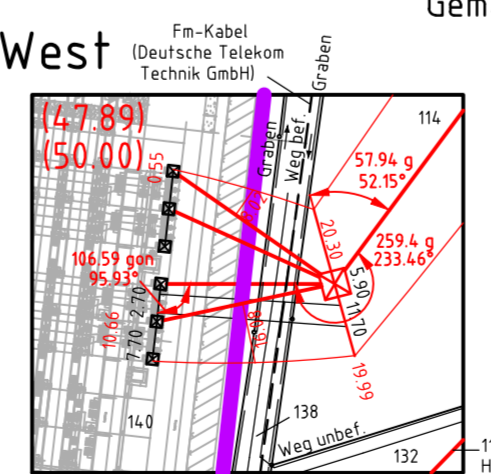 Gem
West
Fm-Kabel
(Deutsche Telekom
Technik GmbH)
Graben
(47.89)
(50.00)
0.55
Graben
Weg bef.
114
57.94 g
52.15°
20.30
259.4 g
233.46°
106.59 gon
95.93°
5.90
11.70
2.70
7.70
10.66
19.99
140
138
Weg unbef.
132
11
H